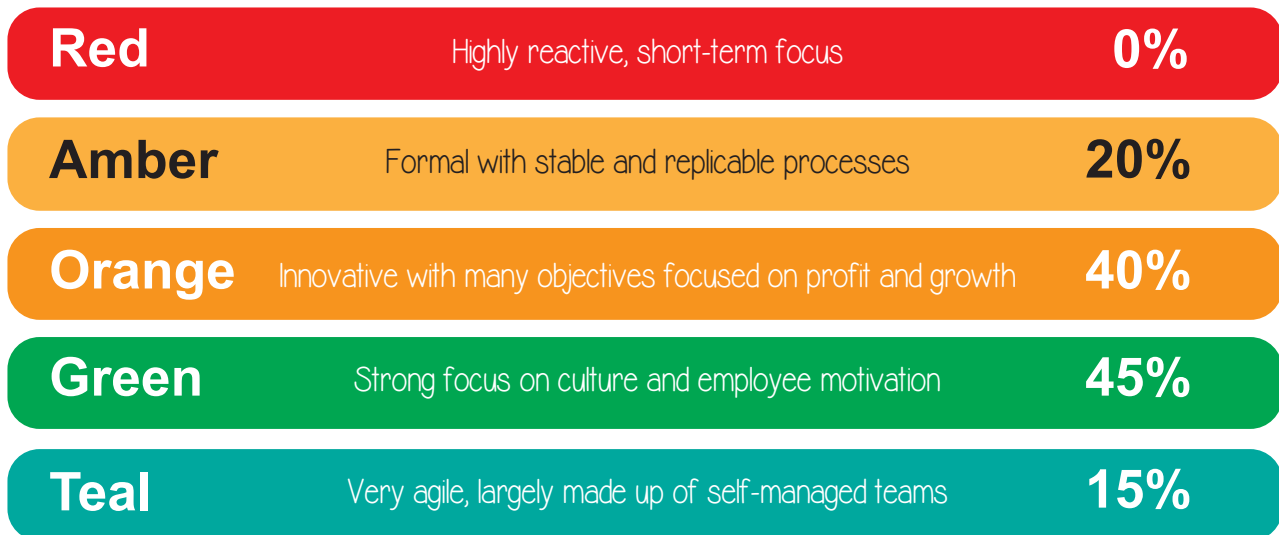 Red Highly reactive, short-term focus 0%
Amber Formal with stable and replicable processes 20%
Orange Innovative with many objectives focused on profit and growth 40%
Green Strong focus on culture and employee motivation 45%
Teal Very agile, largely made up of self-managed teams 15%